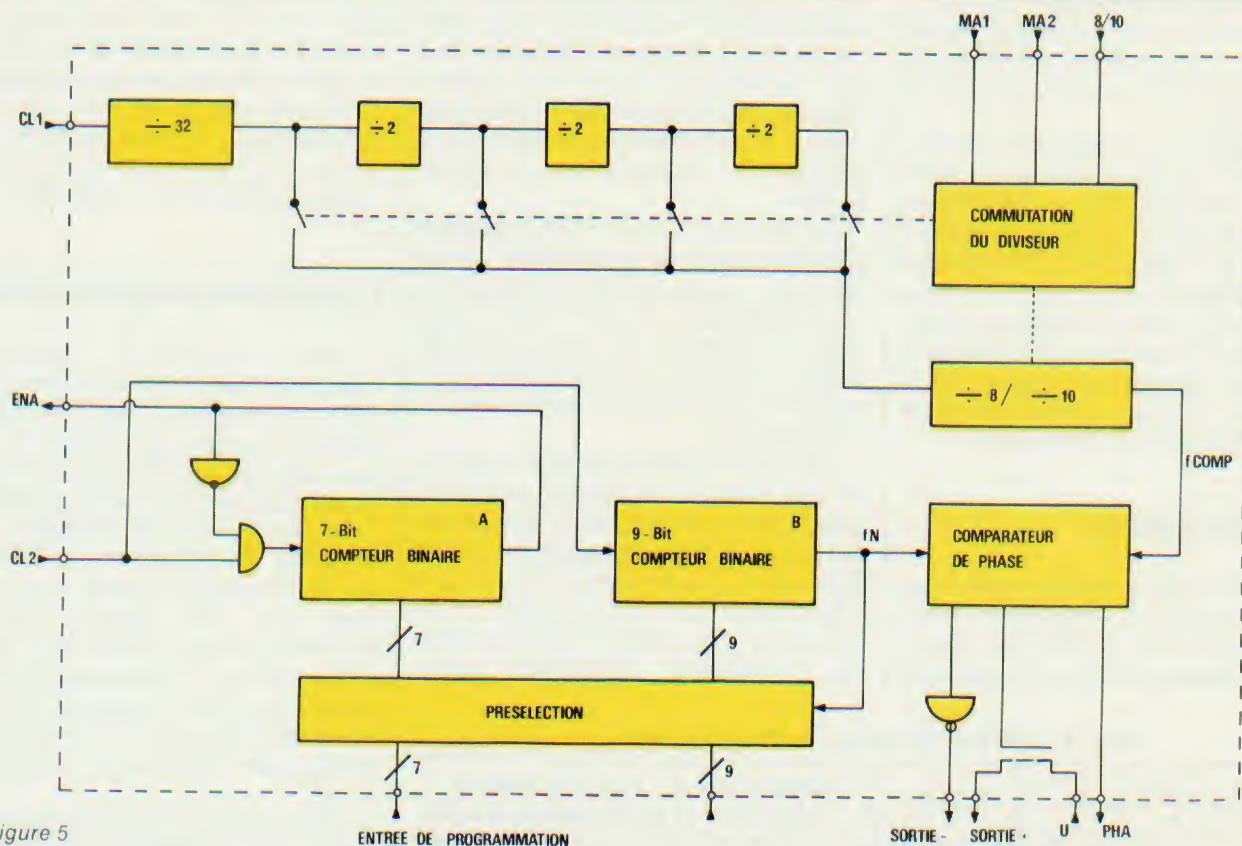 MA1 MA2 8/10
CL1
÷ 32
÷ 2
÷ 2
÷ 2
COMMUTATION
DU DIVISEUR
ENA
÷ 8 / ÷ 10
f COMP
7 - Bit A
COMPTEUR BINAIRE
9 - Bit B
COMPTEUR BINAIRE
fN
COMPARATEUR
DE PHASE
CL2
7
9
PRESELECTION
7
9
igure 5
ENTREE DE PROGRAMMATION
SORTIE - SORTIE + U PHA